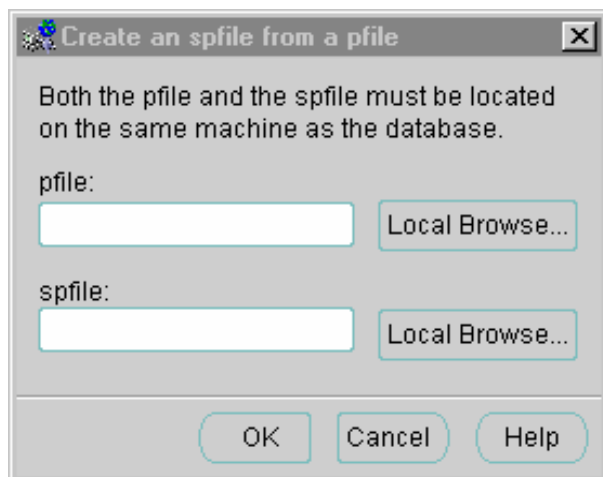 Create an spfile from a pfile
Both the pfile and the spfile must be located
on the same machine as the database.
pfile:
Local Browse...
spfile:
Local Browse...
OK
Cancel
Help